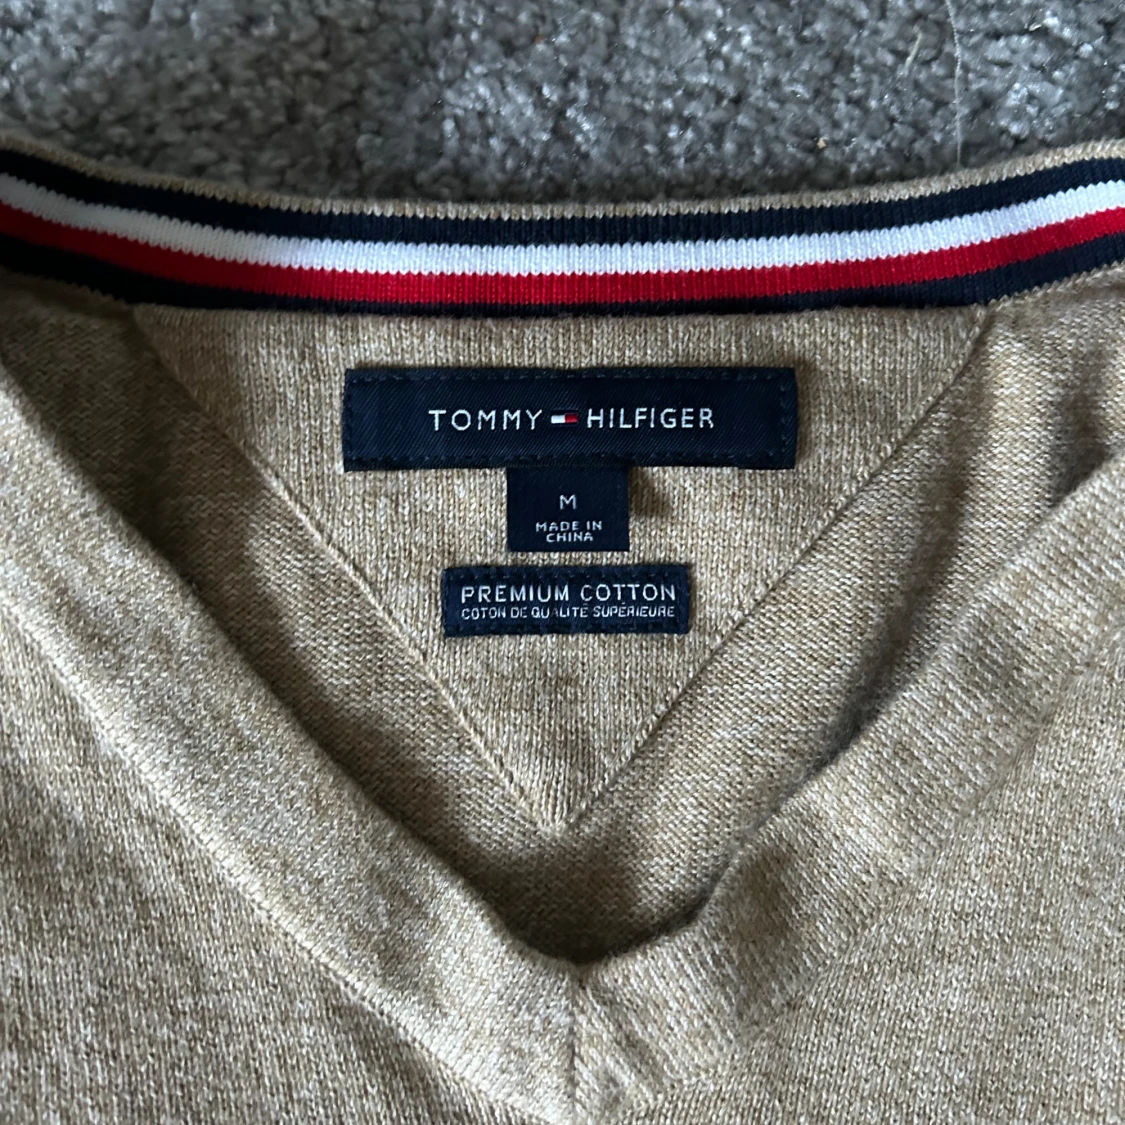 TOMMY HILFIGER
M
MADE IN
CHINA
PREMIUM COTTON
COTON DE QUALITÉ SUPÉRIEURE